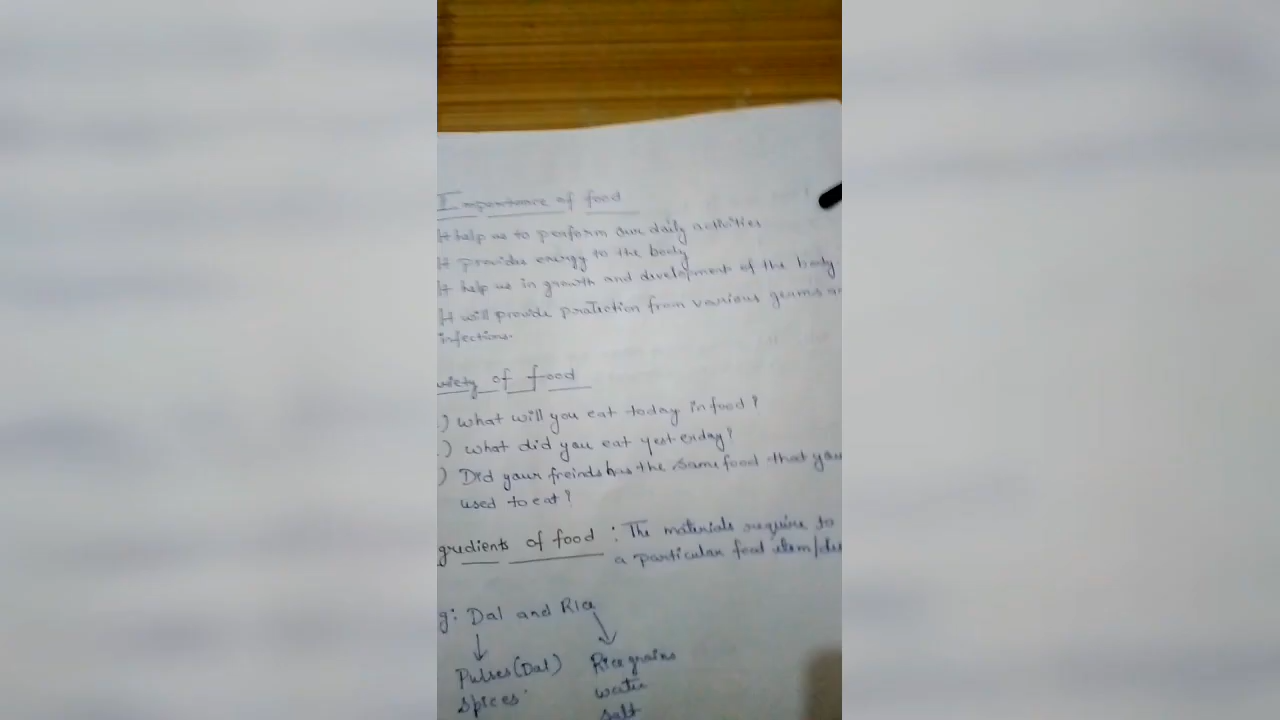 Importance of food
It help us to perform our daily activities
It provides energy to the body
It help us in growth and development of the body
It will provide protection from various germs
infections.
of food
) What will you eat today in food?
) What did you eat yesterday?
) Did your freinds has the same food that you
used to eat?
gredients of food : The materials require to
a particular food item/
g: Dal and Rice
Pulses(Dal) Rice grains
Spices water
salt